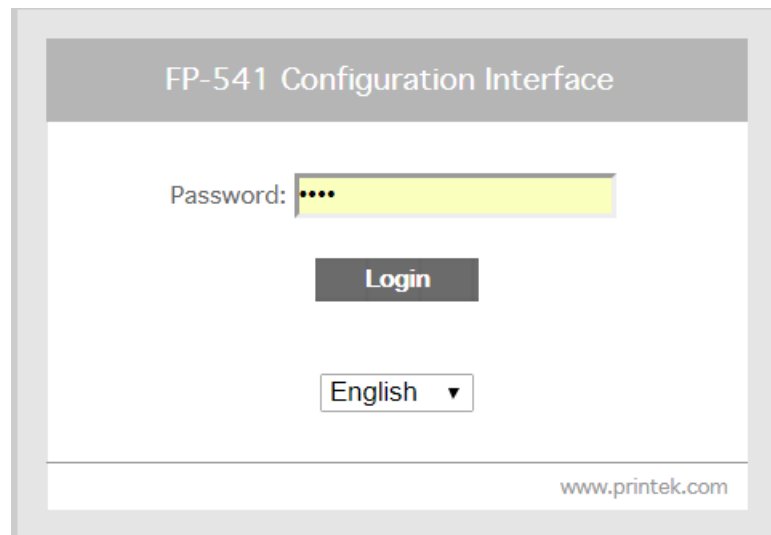 FP-541 Configuration Interface
Password: ••••
Login
English ▼
www.printek.com